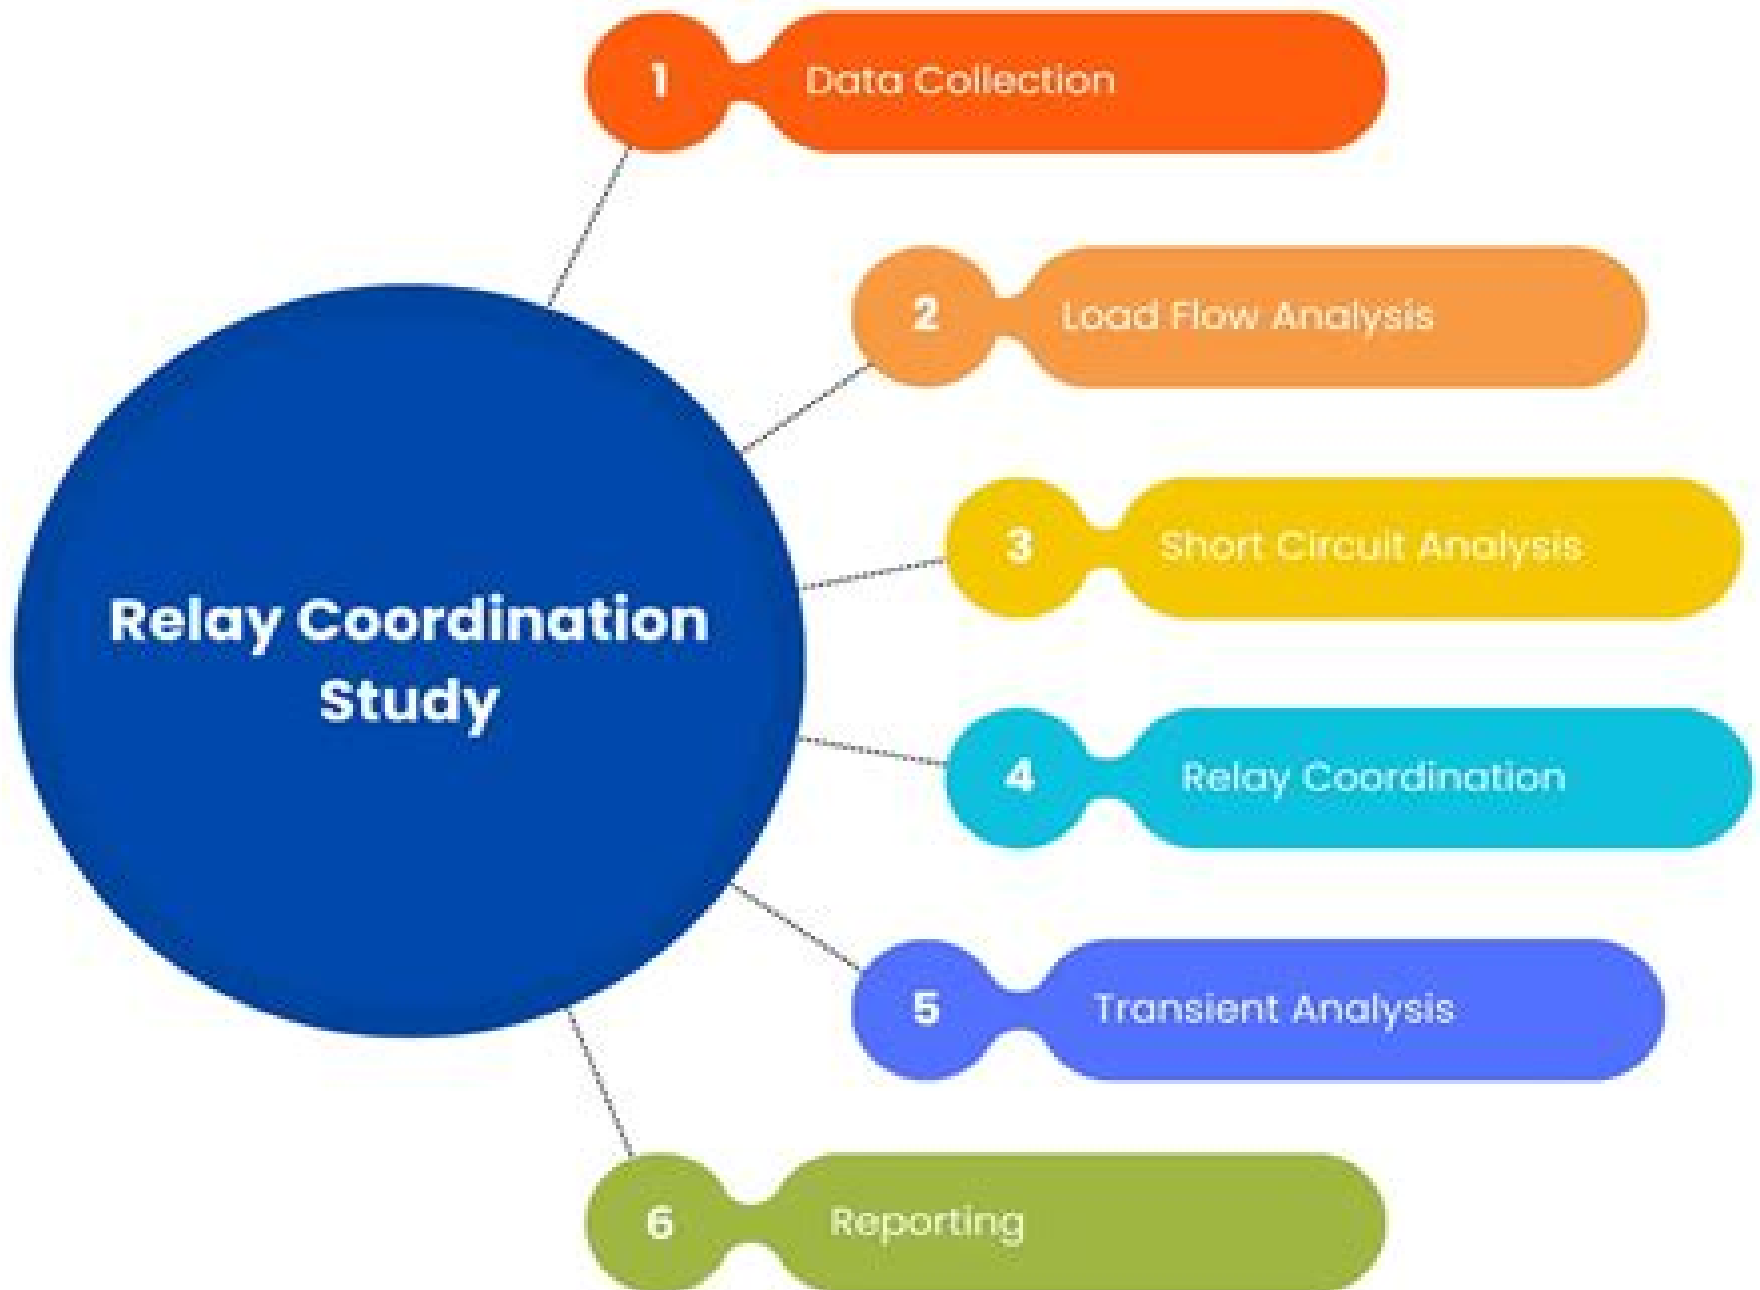 1 Data Collection
2 Load Flow Analysis
3 Short Circuit Analysis
Relay Coordination
Study
4 Relay Coordination
5 Transient Analysis
6 Reporting